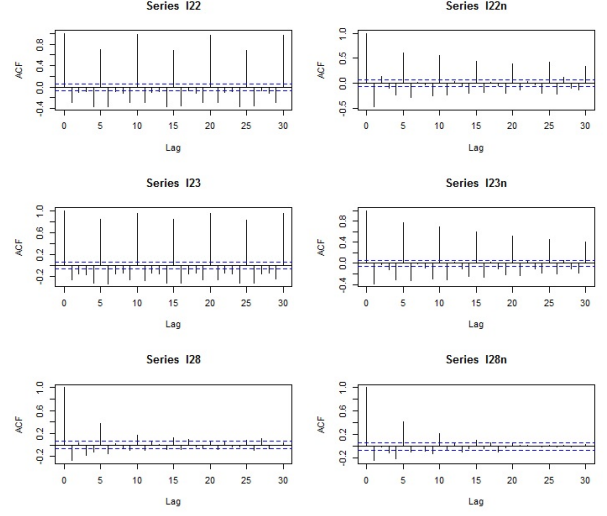 Series I22
ACF
-0.4 0.0 0.4 0.8
0 5 10 15 20 25 30
Lag
Series I22n
ACF
-0.5 0.0 0.5 1.0
0 5 10 15 20 25 30
Lag
Series I23
ACF
-0.2 0.2 0.6 1.0
0 5 10 15 20 25 30
Lag
Series I23n
ACF
-0.4 0.0 0.4 0.8
0 5 10 15 20 25 30
Lag
Series I28
ACF
-0.2 0.2 0.6 1.0
0 5 10 15 20 25 30
Lag
Series I28n
ACF
-0.2 0.2 0.6 1.0
0 5 10 15 20 25 30
Lag